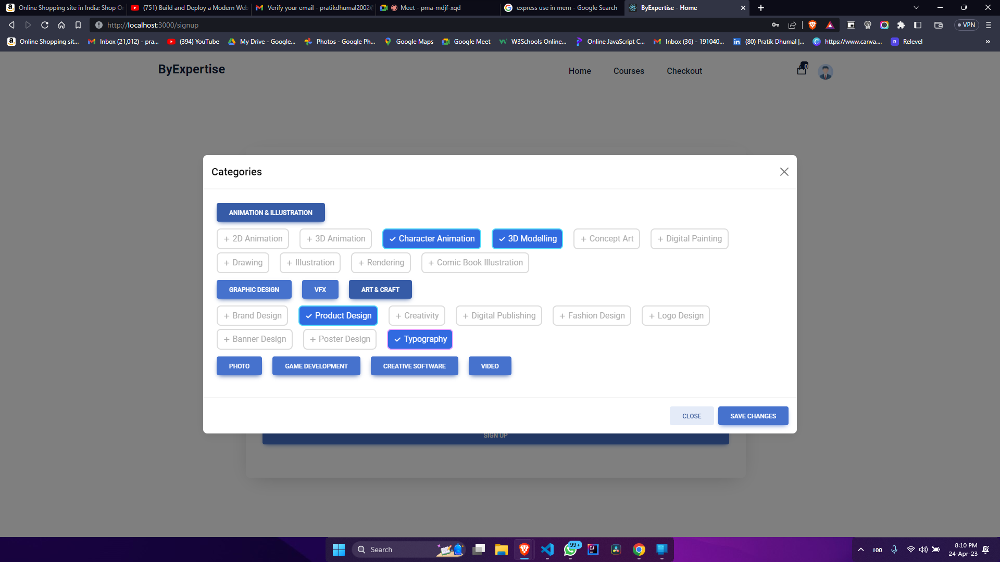 Online Shopping site in India: Shop On
(751) Build and Deploy a Modern Web
Verify your email - pratikdhumal2002@
Meet - pma-mdjf-xqd
express use in mern - Google Search
ByExpertise - Home
http://localhost:3000/signup
VPN
Online Shopping sit...
Inbox (21,012) - pra...
(394) YouTube
My Drive - Google...
Photos - Google Ph...
Google Maps
Google Meet
W3Schools Online...
Online JavaScript C...
Inbox (36) - 191040...
(80) Pratik Dhumal |...
https://www.canva....
Relevel
»
ByExpertise
Home
Courses
Checkout
0
Categories
ANIMATION & ILLUSTRATION
+ 2D Animation
+ 3D Animation
✓ Character Animation
✓ 3D Modelling
+ Concept Art
+ Digital Painting
+ Drawing
+ Illustration
+ Rendering
+ Comic Book Illustration
GRAPHIC DESIGN
VFX
ART & CRAFT
+ Brand Design
✓ Product Design
+ Creativity
+ Digital Publishing
+ Fashion Design
+ Logo Design
+ Banner Design
+ Poster Design
✓ Typography
PHOTO
GAME DEVELOPMENT
CREATIVE SOFTWARE
VIDEO
CLOSE
SAVE CHANGES
SIGN UP
Search
99+
100
8:10 PM
24-Apr-23